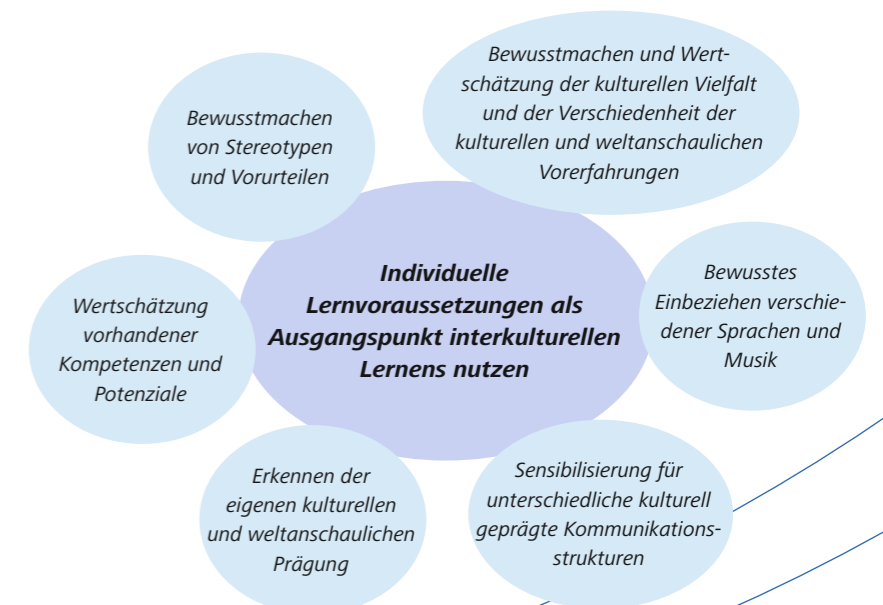 Bewusstmachen und Wert-
schätzung der kulturellen Vielfalt
und der Verschiedenheit der
kulturellen und weltanschaulichen
Vorerfahrungen
Bewusstmachen
von Stereotypen
und Vorurteilen
Individuelle
Lernvoraussetzungen als
Ausgangspunkt interkulturellen
Lernens nutzen
Bewusstes
Einbeziehen verschie-
dener Sprachen und
Musik
Wertschätzung
vorhandener
Kompetenzen und
Potenziale
Erkennen der
eigenen kulturellen
und weltanschaulichen
Prägung
Sensibilisierung für
unterschiedliche kulturell
geprägte Kommunikations-
strukturen